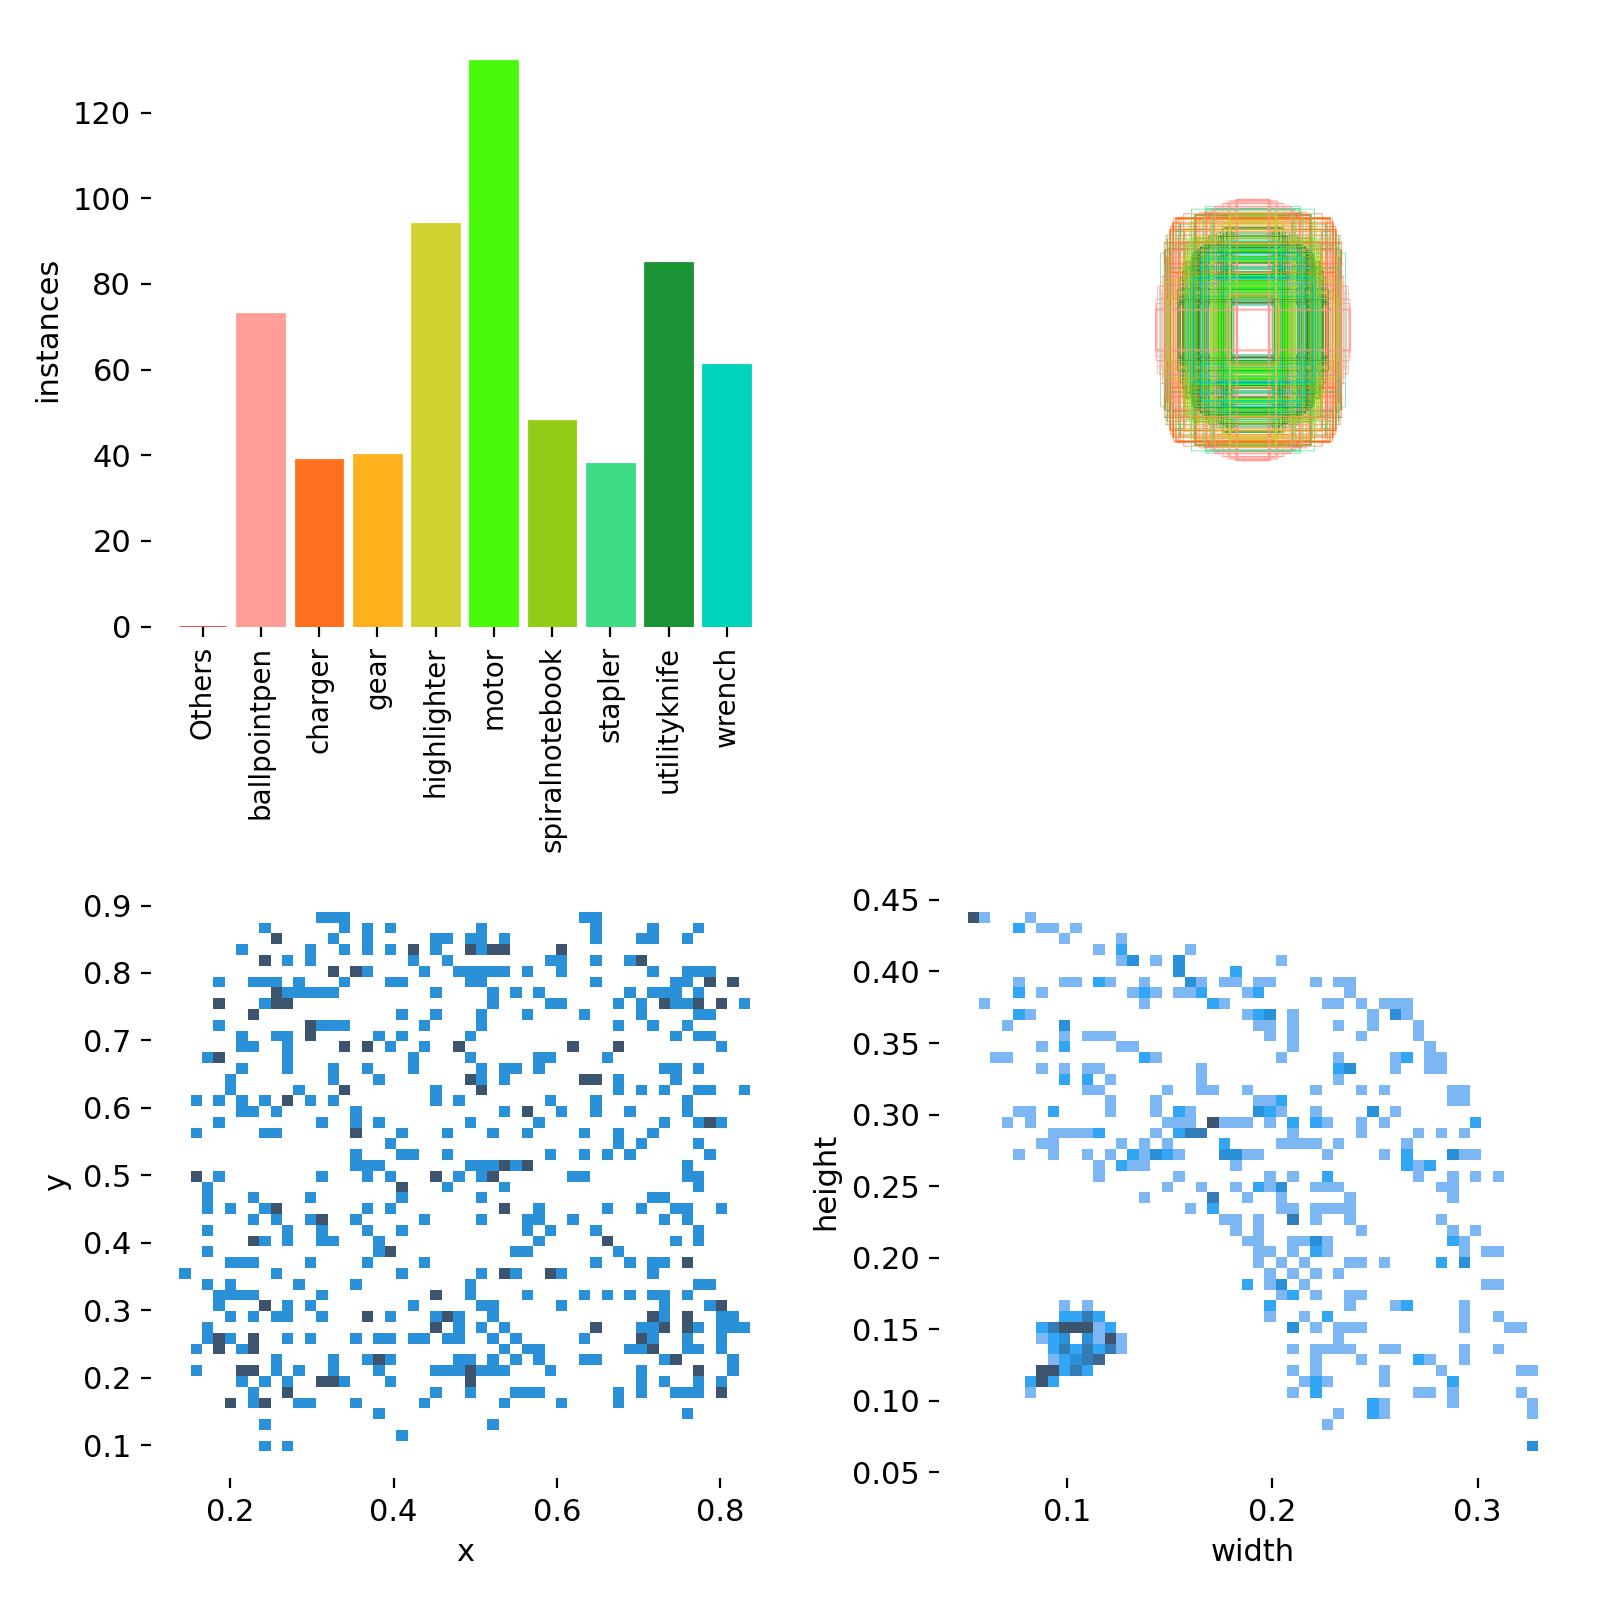 120
100
80
60
40
20
0
instances
Others
ballpointpen
charger
gear
highlighter
motor
spiralnotebook
stapler
utilityknife
wrench
0.9
0.8
0.7
0.6
0.5
0.4
0.3
0.2
0.1
y
0.2 0.4 0.6 0.8
x
0.45
0.40
0.35
0.30
0.25
0.20
0.15
0.10
0.05
height
0.1 0.2 0.3
width